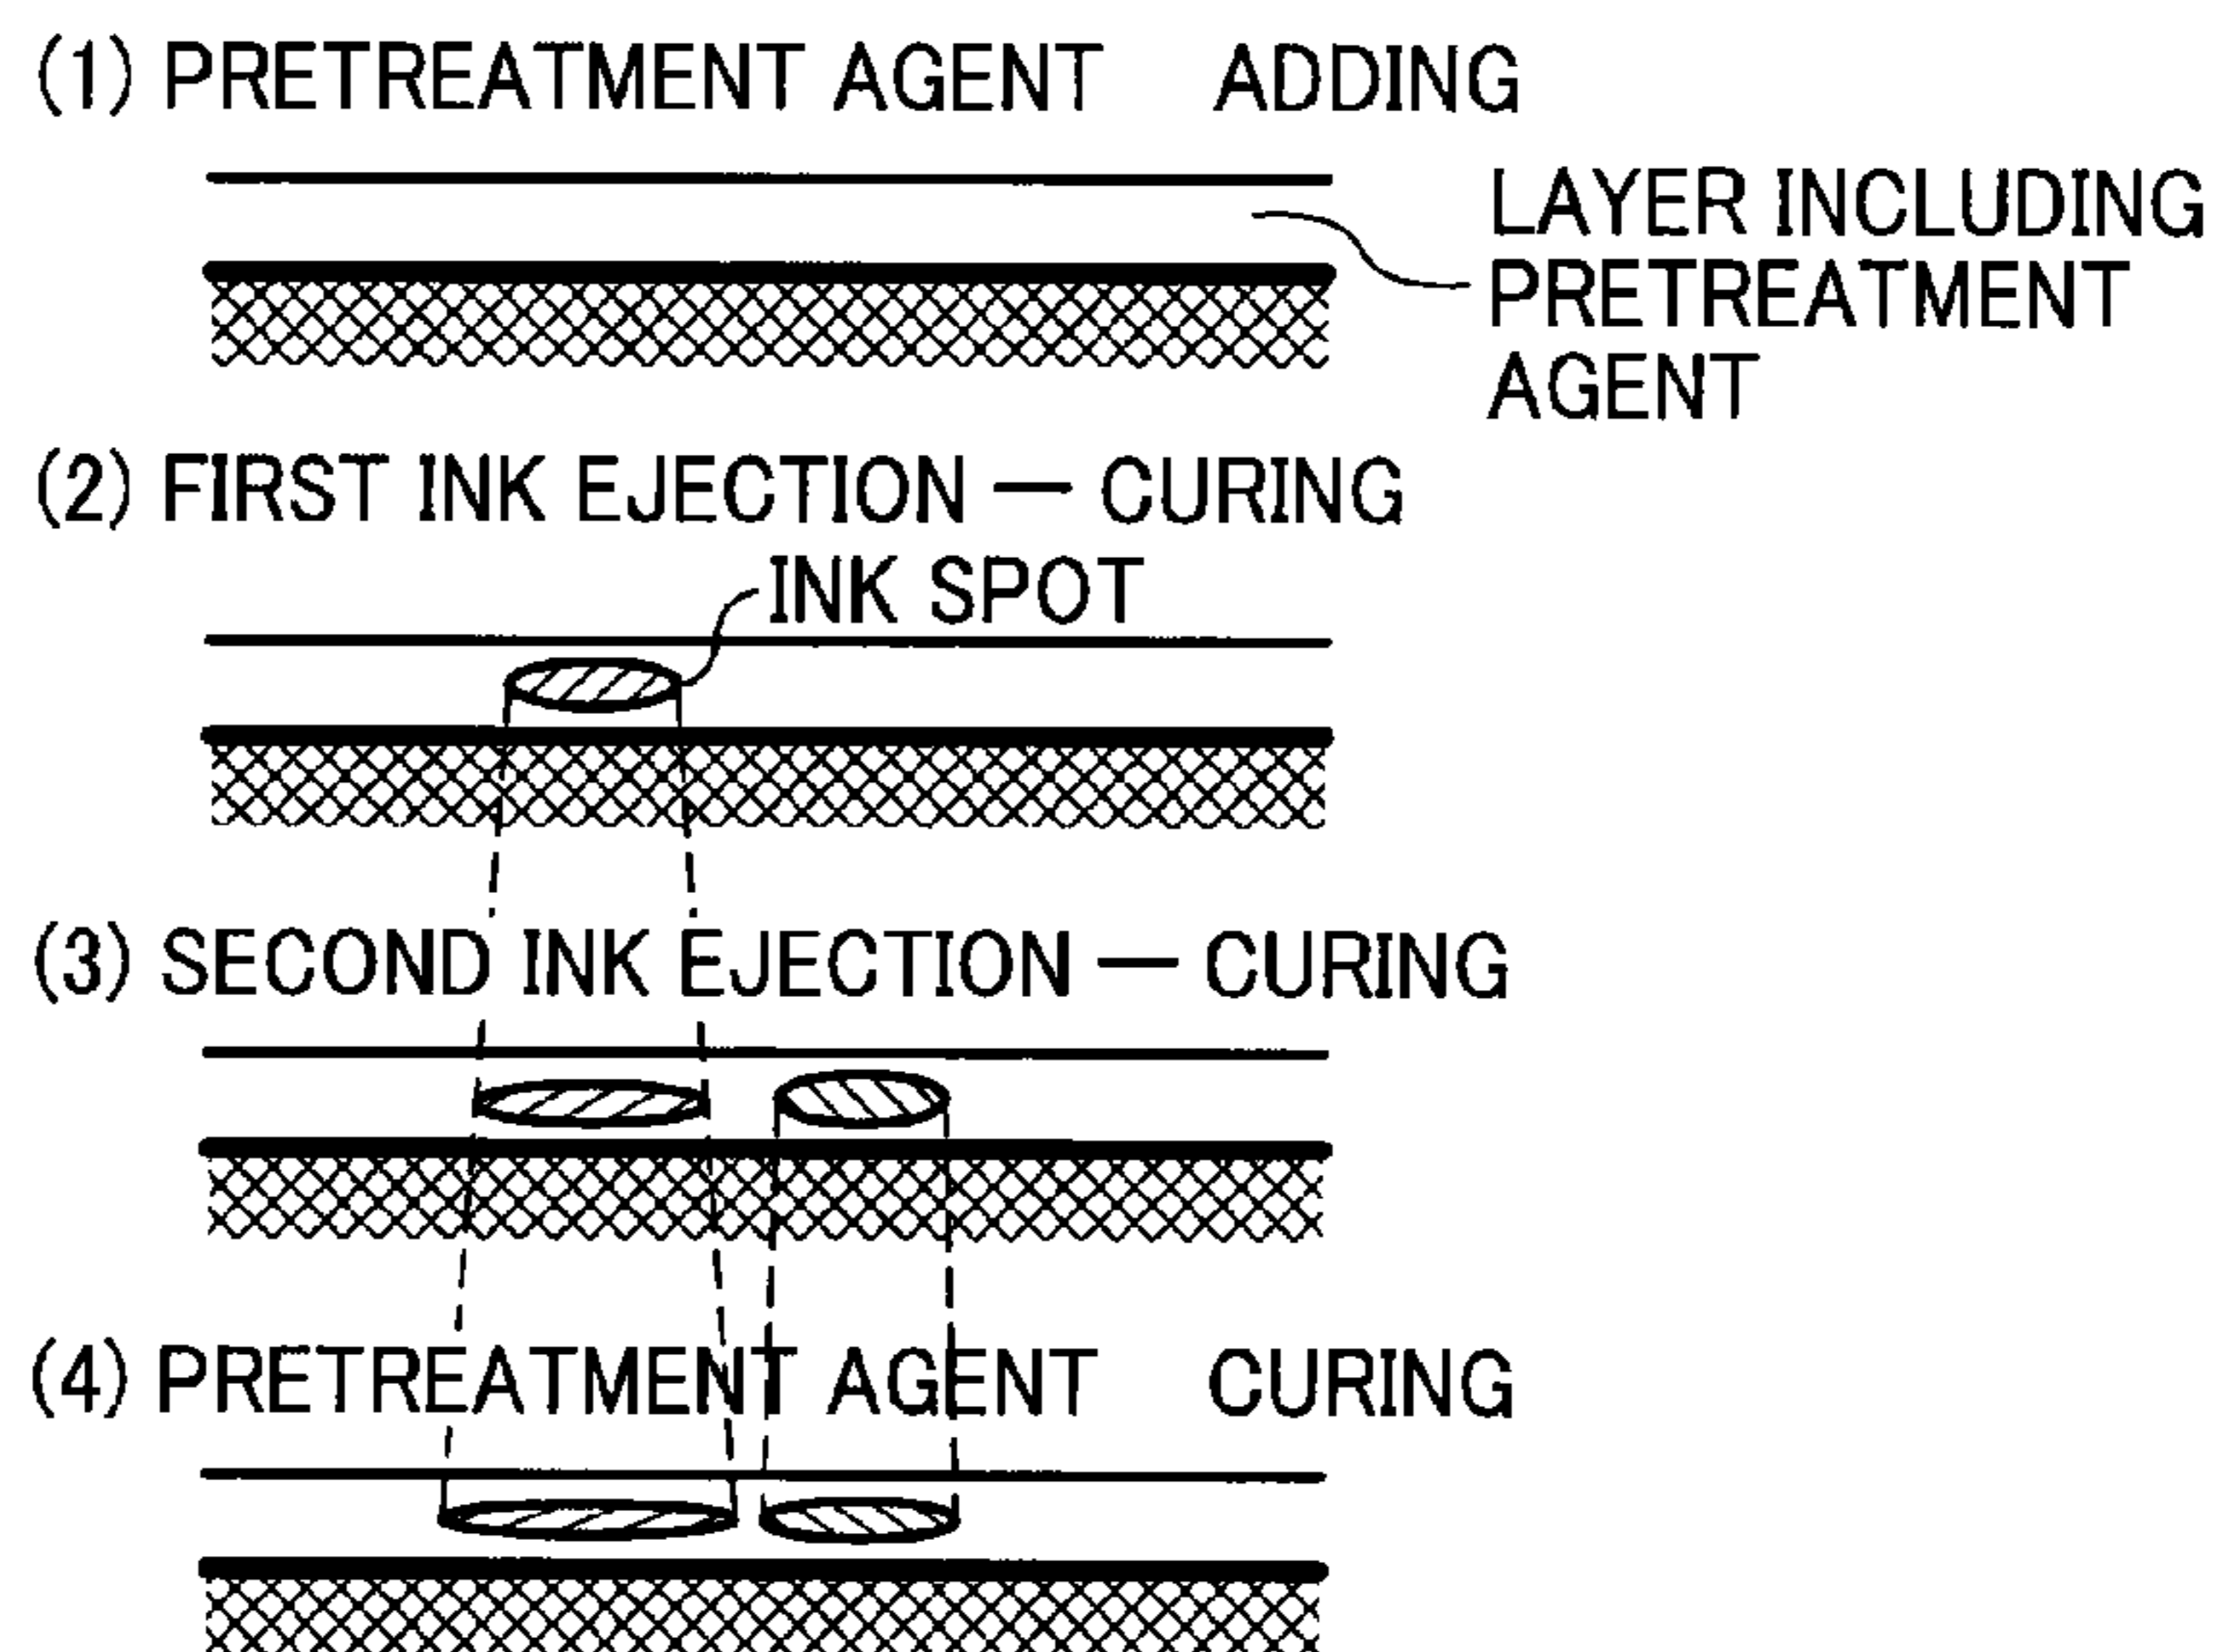 (1) PRETREATMENT AGENT ADDING
LAYER INCLUDING
PRETREATMENT
AGENT
(2) FIRST INK EJECTION — CURING
INK SPOT
(3) SECOND INK EJECTION — CURING
(4) PRETREATMENT AGENT CURING